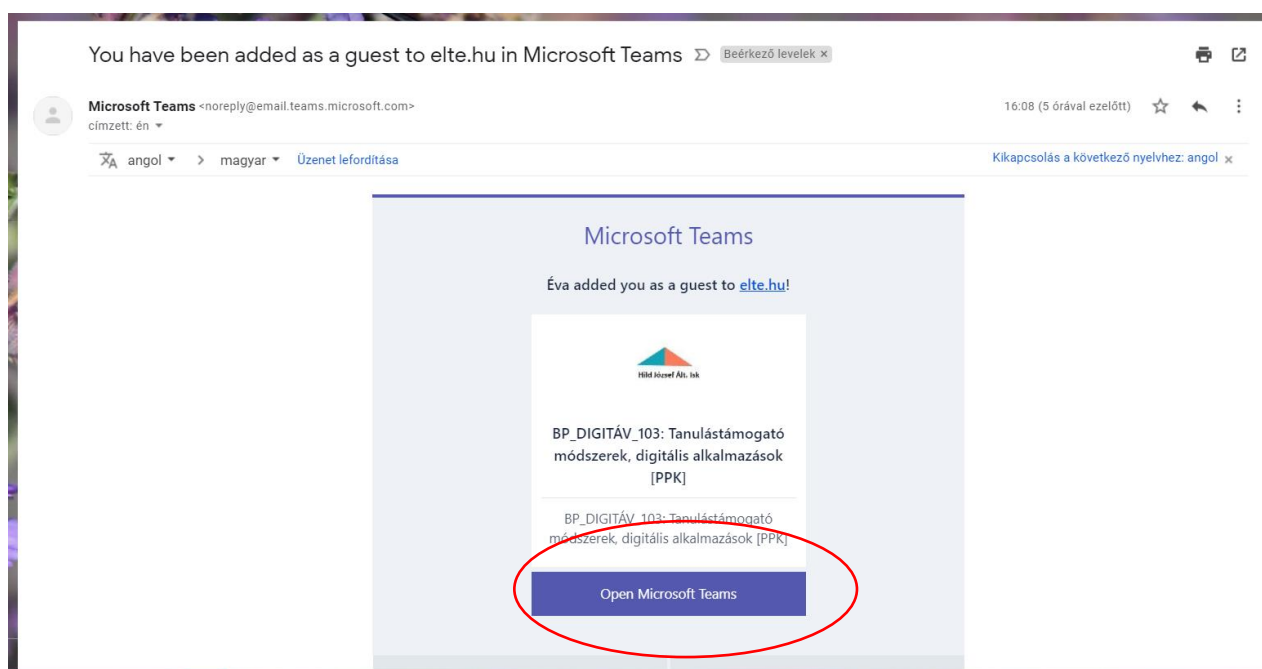 You have been added as a guest to elte.hu in Microsoft Teams Beérkező levelek ×
Microsoft Teams <noreply@email.teams.microsoft.com> 16:08 (5 órával ezelőtt)
címzett: én
angol > magyar Üzenet lefordítása Kikapcsolás a következő nyelvhez: angol ×
Microsoft Teams
Éva added you as a guest to elte.hu!
Hild József Ált. Isk
BP_DIGITÁV_103: Tanulástámogató
módszerek, digitális alkalmazások
[PPK]
BP_DIGITÁV_103: Tanulástámogató
módszerek, digitális alkalmazások [PPK]
Open Microsoft Teams